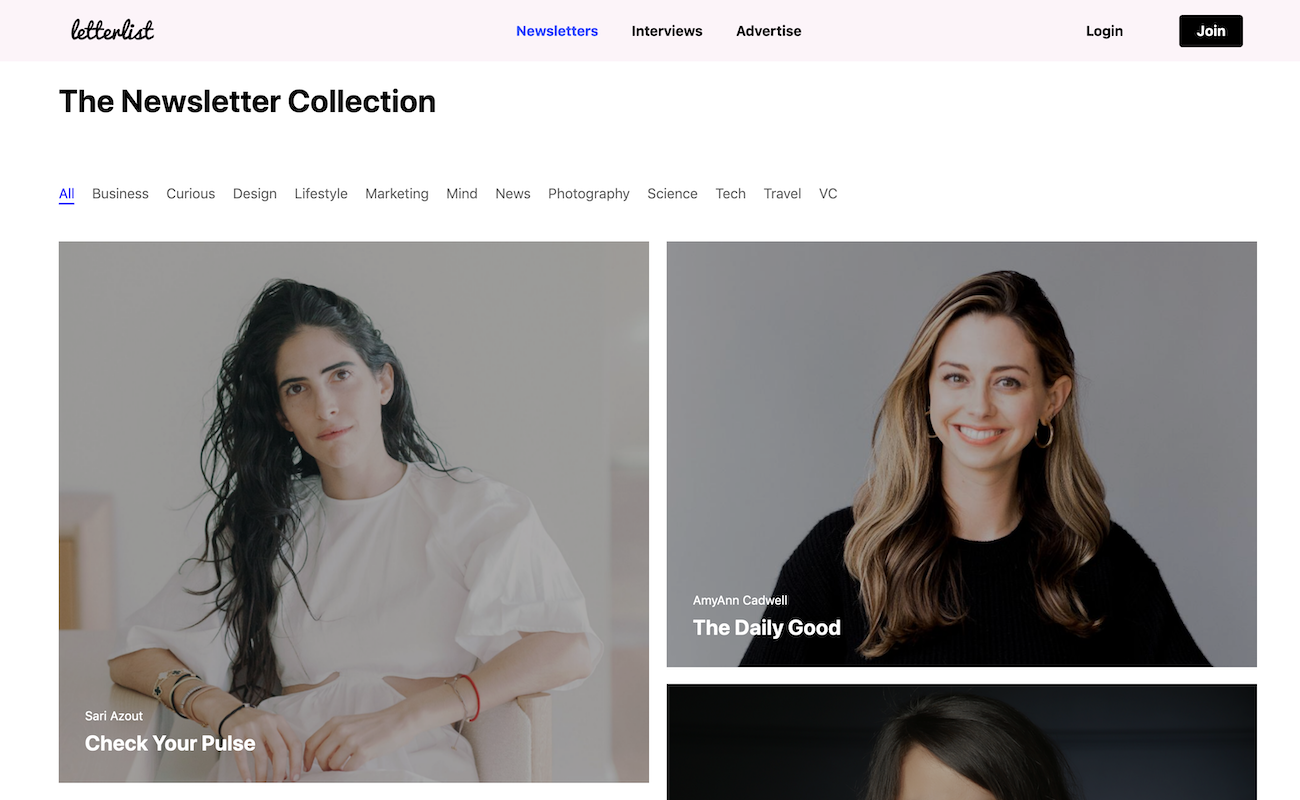 letterlist
Newsletters Interviews Advertise
Login
Join
The Newsletter Collection
All Business Curious Design Lifestyle Marketing Mind News Photography Science Tech Travel VC
Sari Azout
Check Your Pulse
AmyAnn Cadwell
The Daily Good